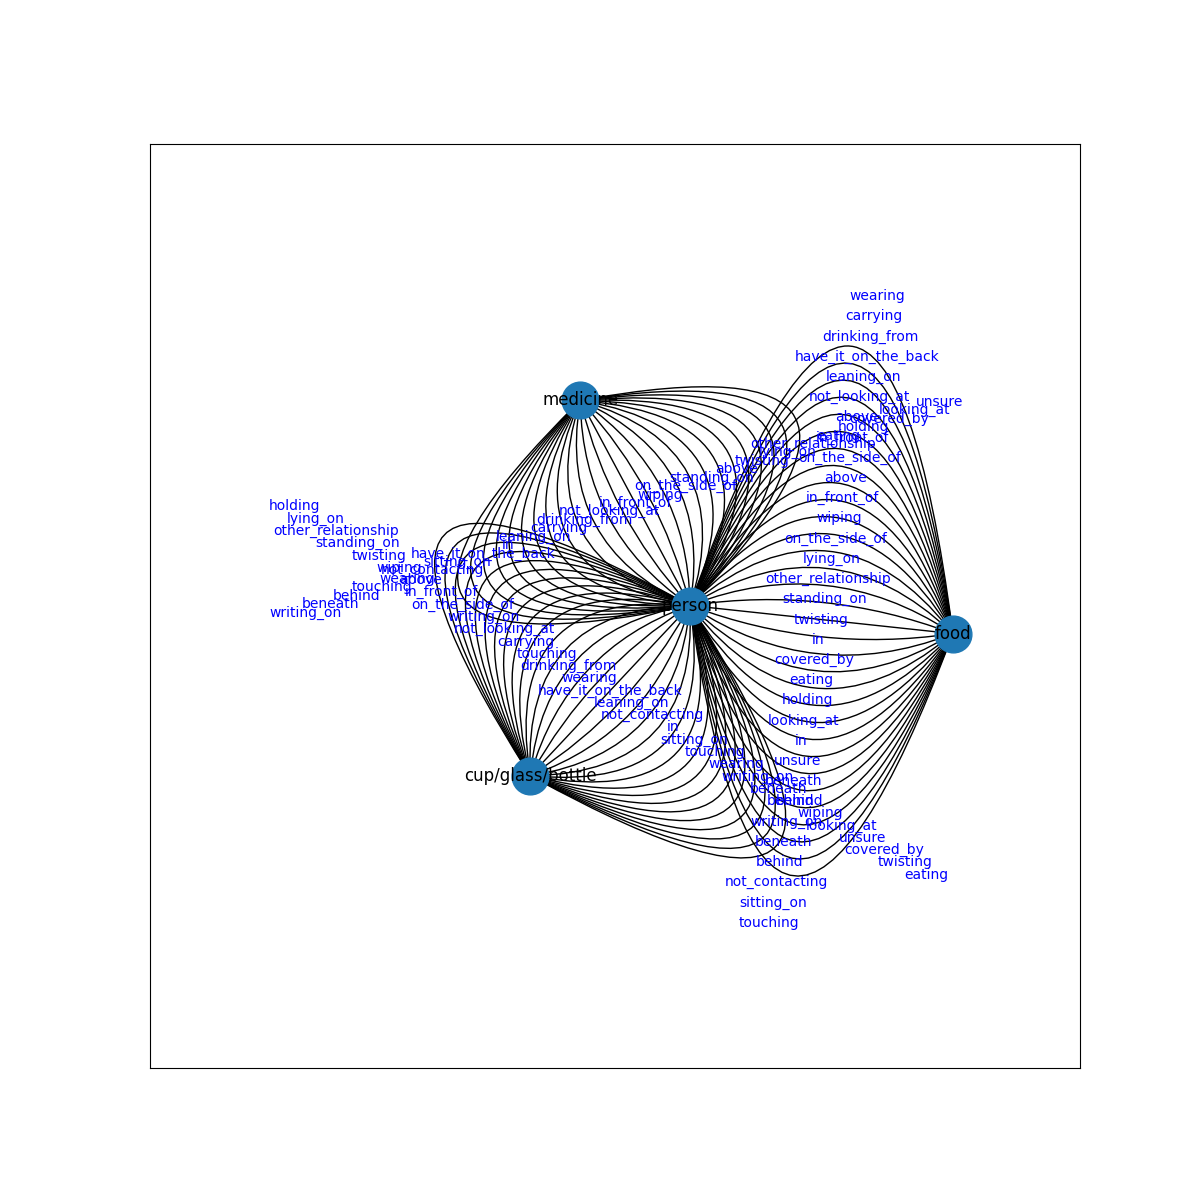 wearing
carrying
drinking_from
have_it_on_the_back
leaning_on
not_looking_at
unsure
looking_at
above
covered_by
holding
eating
in_front_of
other_relationship
lying_on
on_the_side_of
twisting
above
standing_on
above
on_the_side_of
wiping
in_front_of
in_front_of
not_looking_at
wiping
drinking_from
carrying
on_the_side_of
leaning_on
in
lying_on
have_it_on_the_back
sitting_on
other_relationship
not_contacting
standing_on
twisting
in
covered_by
eating
holding
looking_at
in
unsure
beneath
behind
writing_on
beneath
behind
not_contacting
sitting_on
touching
medicine
person
food
cup/glass/bottle
holding
lying_on
other_relationship
standing_on
twisting
wiping
wearing
above
touching
in_front_of
behind
on_the_side_of
beneath
writing_on
writing_on
not_looking_at
carrying
touching
drinking_from
wearing
have_it_on_the_back
leaning_on
not_contacting
in
sitting_on
touching
wearing
writing_on
beneath
behind
wiping
looking_at
unsure
covered_by
twisting
eating